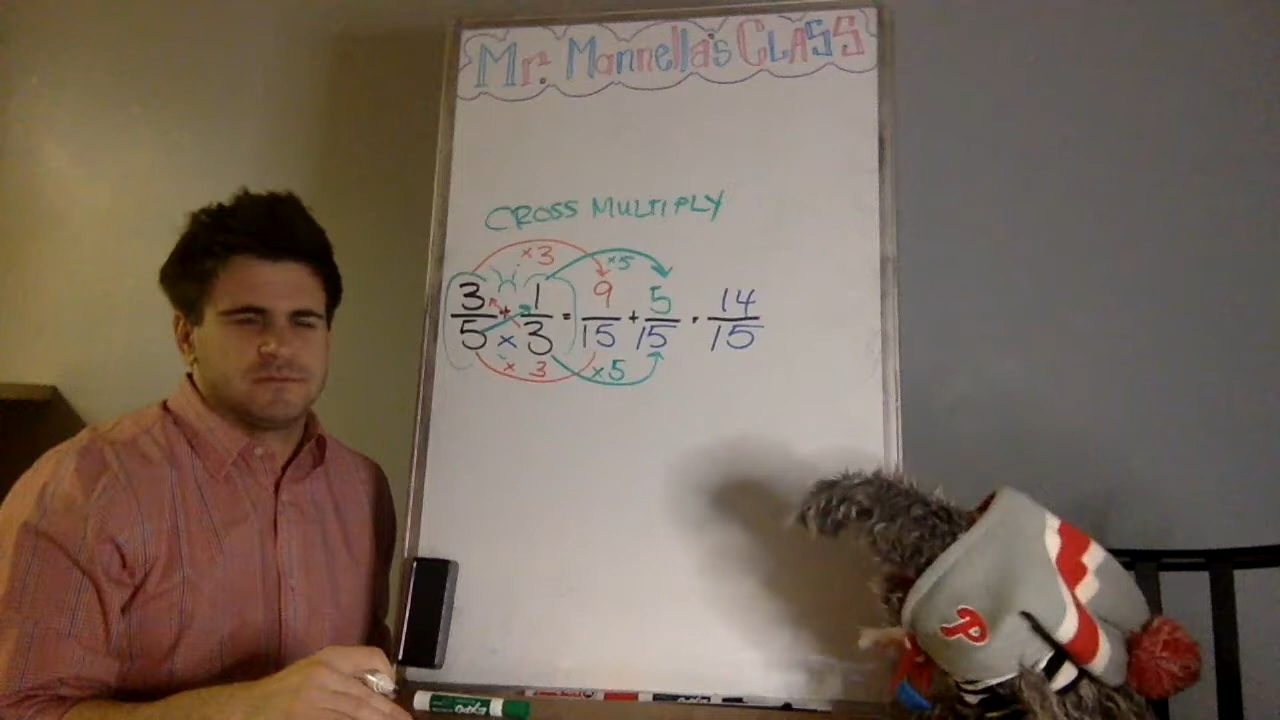 Mr. Mannella's CLASS
CROSS MULTIPLY
×3 ×5
3/5 + 1/3 = 9/15 + 5/15 = 14/15
×
× 3 ×5
P
EXPO